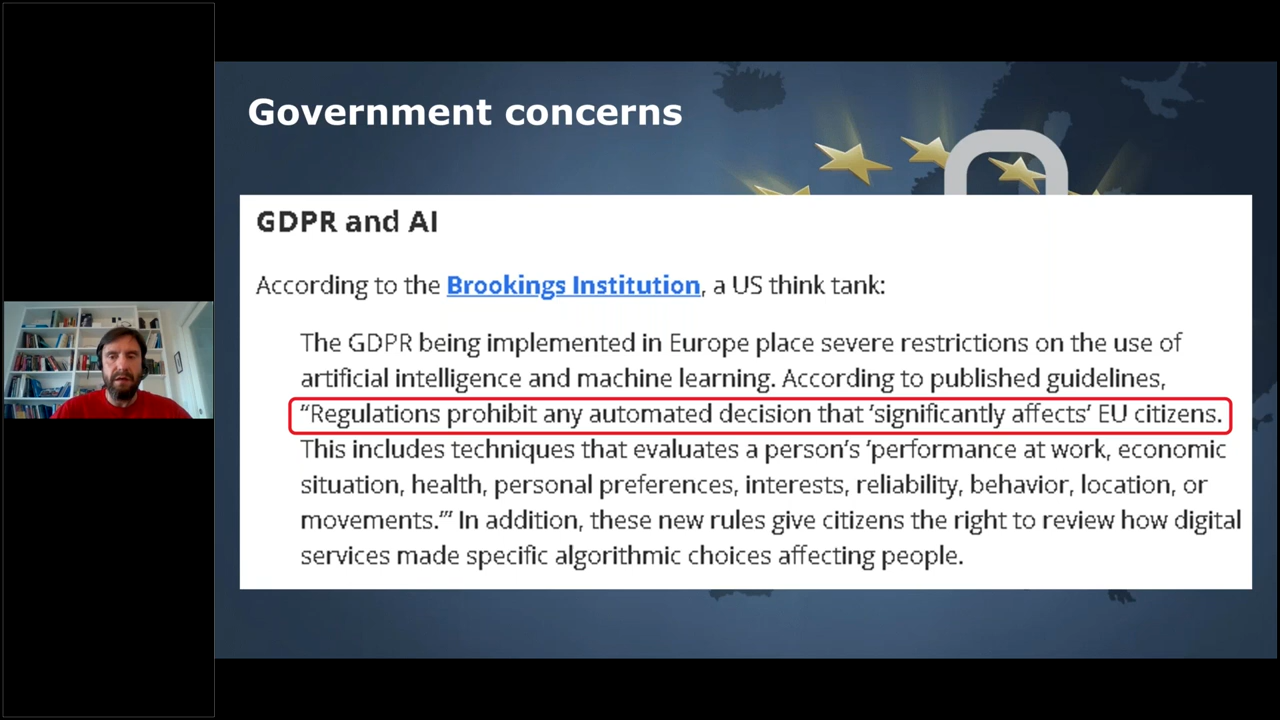 Government concerns
GDPR and AI
According to the Brookings Institution, a US think tank:
The GDPR being implemented in Europe place severe restrictions on the use of
artificial intelligence and machine learning. According to published guidelines,
“Regulations prohibit any automated decision that ‘significantly affects’ EU citizens.
This includes techniques that evaluates a person’s ‘performance at work, economic
situation, health, personal preferences, interests, reliability, behavior, location, or
movements.’” In addition, these new rules give citizens the right to review how digital
services made specific algorithmic choices affecting people.